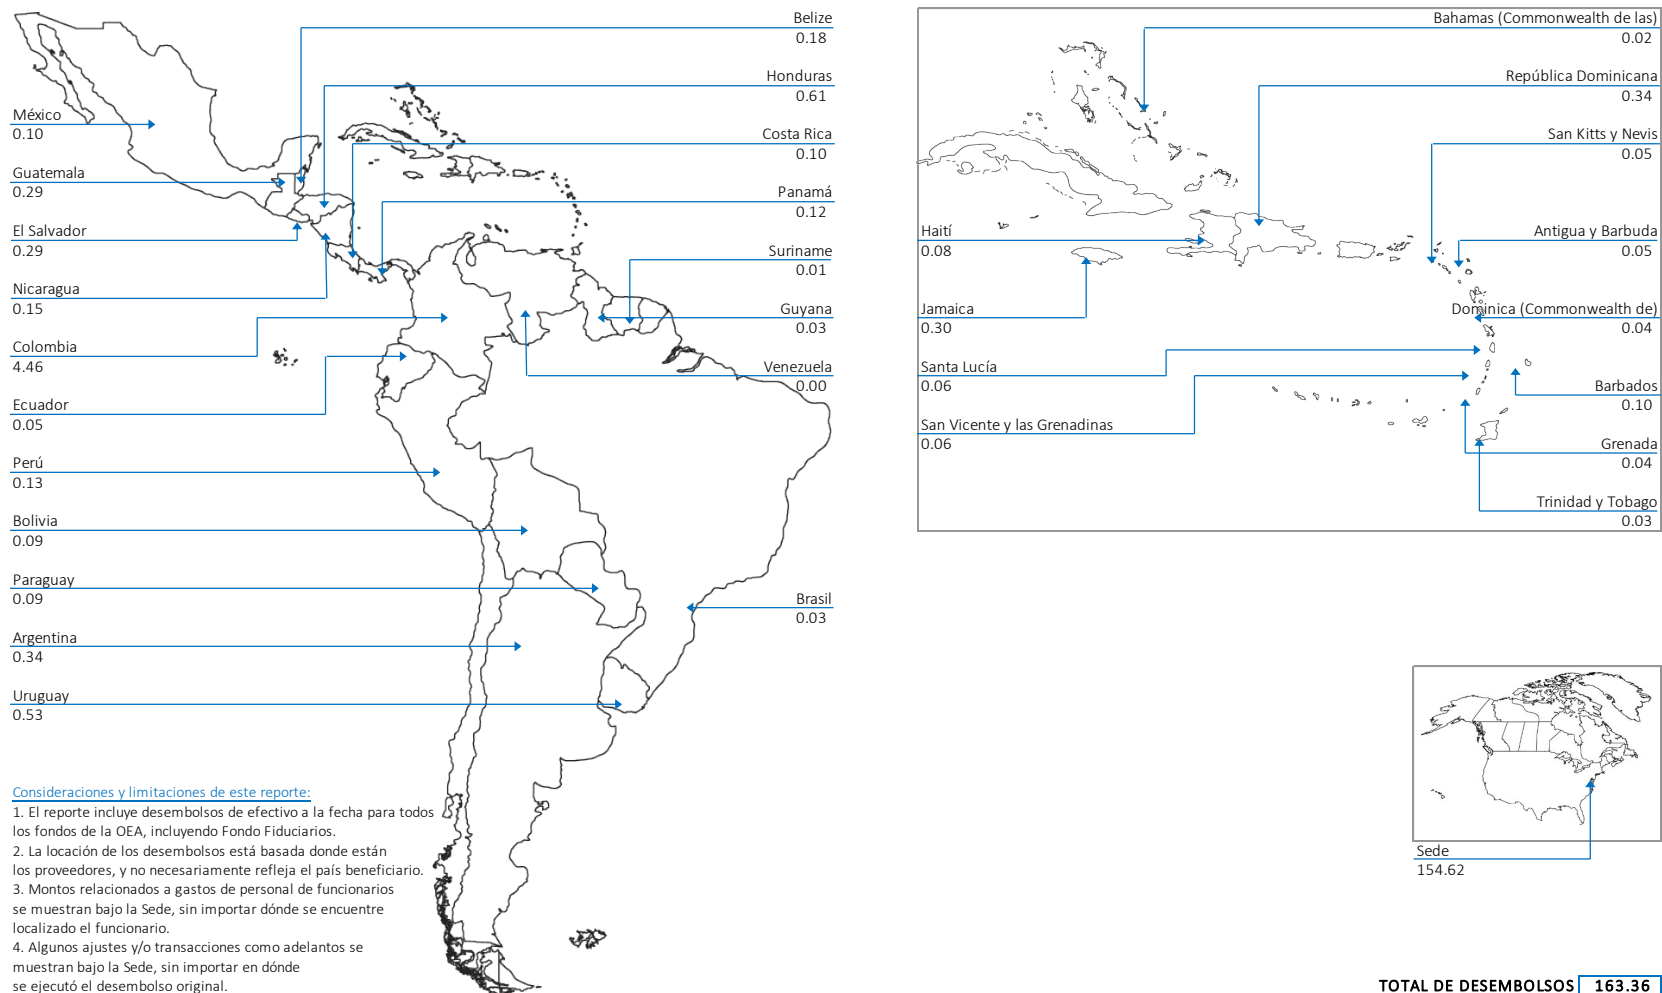 México
0.10
Guatemala
0.29
El Salvador
0.29
Nicaragua
0.15
Colombia
4.46
Ecuador
0.05
Perú
0.13
Bolivia
0.09
Paraguay
0.09
Argentina
0.34
Uruguay
0.53
Belize
0.18
Honduras
0.61
Costa Rica
0.10
Panamá
0.12
Suriname
0.01
Guyana
0.03
Venezuela
0.00
Brasil
0.03
Consideraciones y limitaciones de este reporte:
1. El reporte incluye desembolsos de efectivo a la fecha para todos
los fondos de la OEA, incluyendo Fondo Fiduciarios.
2. La locación de los desembolsos está basada donde están
los proveedores, y no necesariamente refleja el país beneficiario.
3. Montos relacionados a gastos de personal de funcionarios
se muestran bajo la Sede, sin importar dónde se encuentre
localizado el funcionario.
4. Algunos ajustes y/o transacciones como adelantos se
muestran bajo la Sede, sin importar en dónde
se ejecutó el desembolso original.
Bahamas (Commonwealth de las)
0.02
República Dominicana
0.34
San Kitts y Nevis
0.05
Haití
0.08
Antigua y Barbuda
0.05
Jamaica
0.30
Dominica (Commonwealth de)
0.04
Santa Lucía
0.06
Barbados
0.10
San Vicente y las Grenadinas
0.06
Grenada
0.04
Trinidad y Tobago
0.03
Sede
154.62
TOTAL DE DESEMBOLSOS 163.36